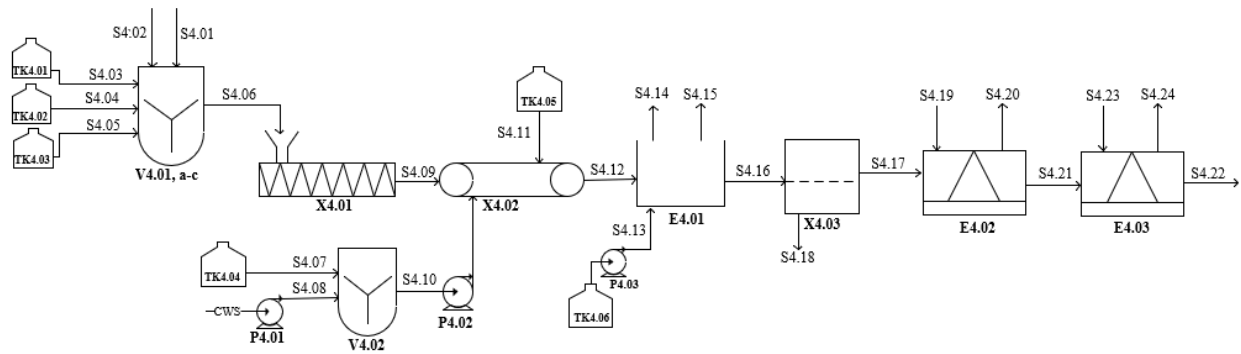 S4:02
S4.01
TK4.01
S4.03
TK4.02
S4.04
TK4.03
S4.05
V4.01, a-c
S4.06
X4.01
S4.09
TK4.05
S4.11
X4.02
S4.12
TK4.04
S4.07
CWS
S4.08
P4.01
V4.02
S4.10
P4.02
S4.14
S4.15
E4.01
S4.13
P4.03
TK4.06
S4.16
X4.03
S4.18
S4.17
S4.19
S4.20
E4.02
S4.21
S4.23
S4.24
E4.03
S4.22